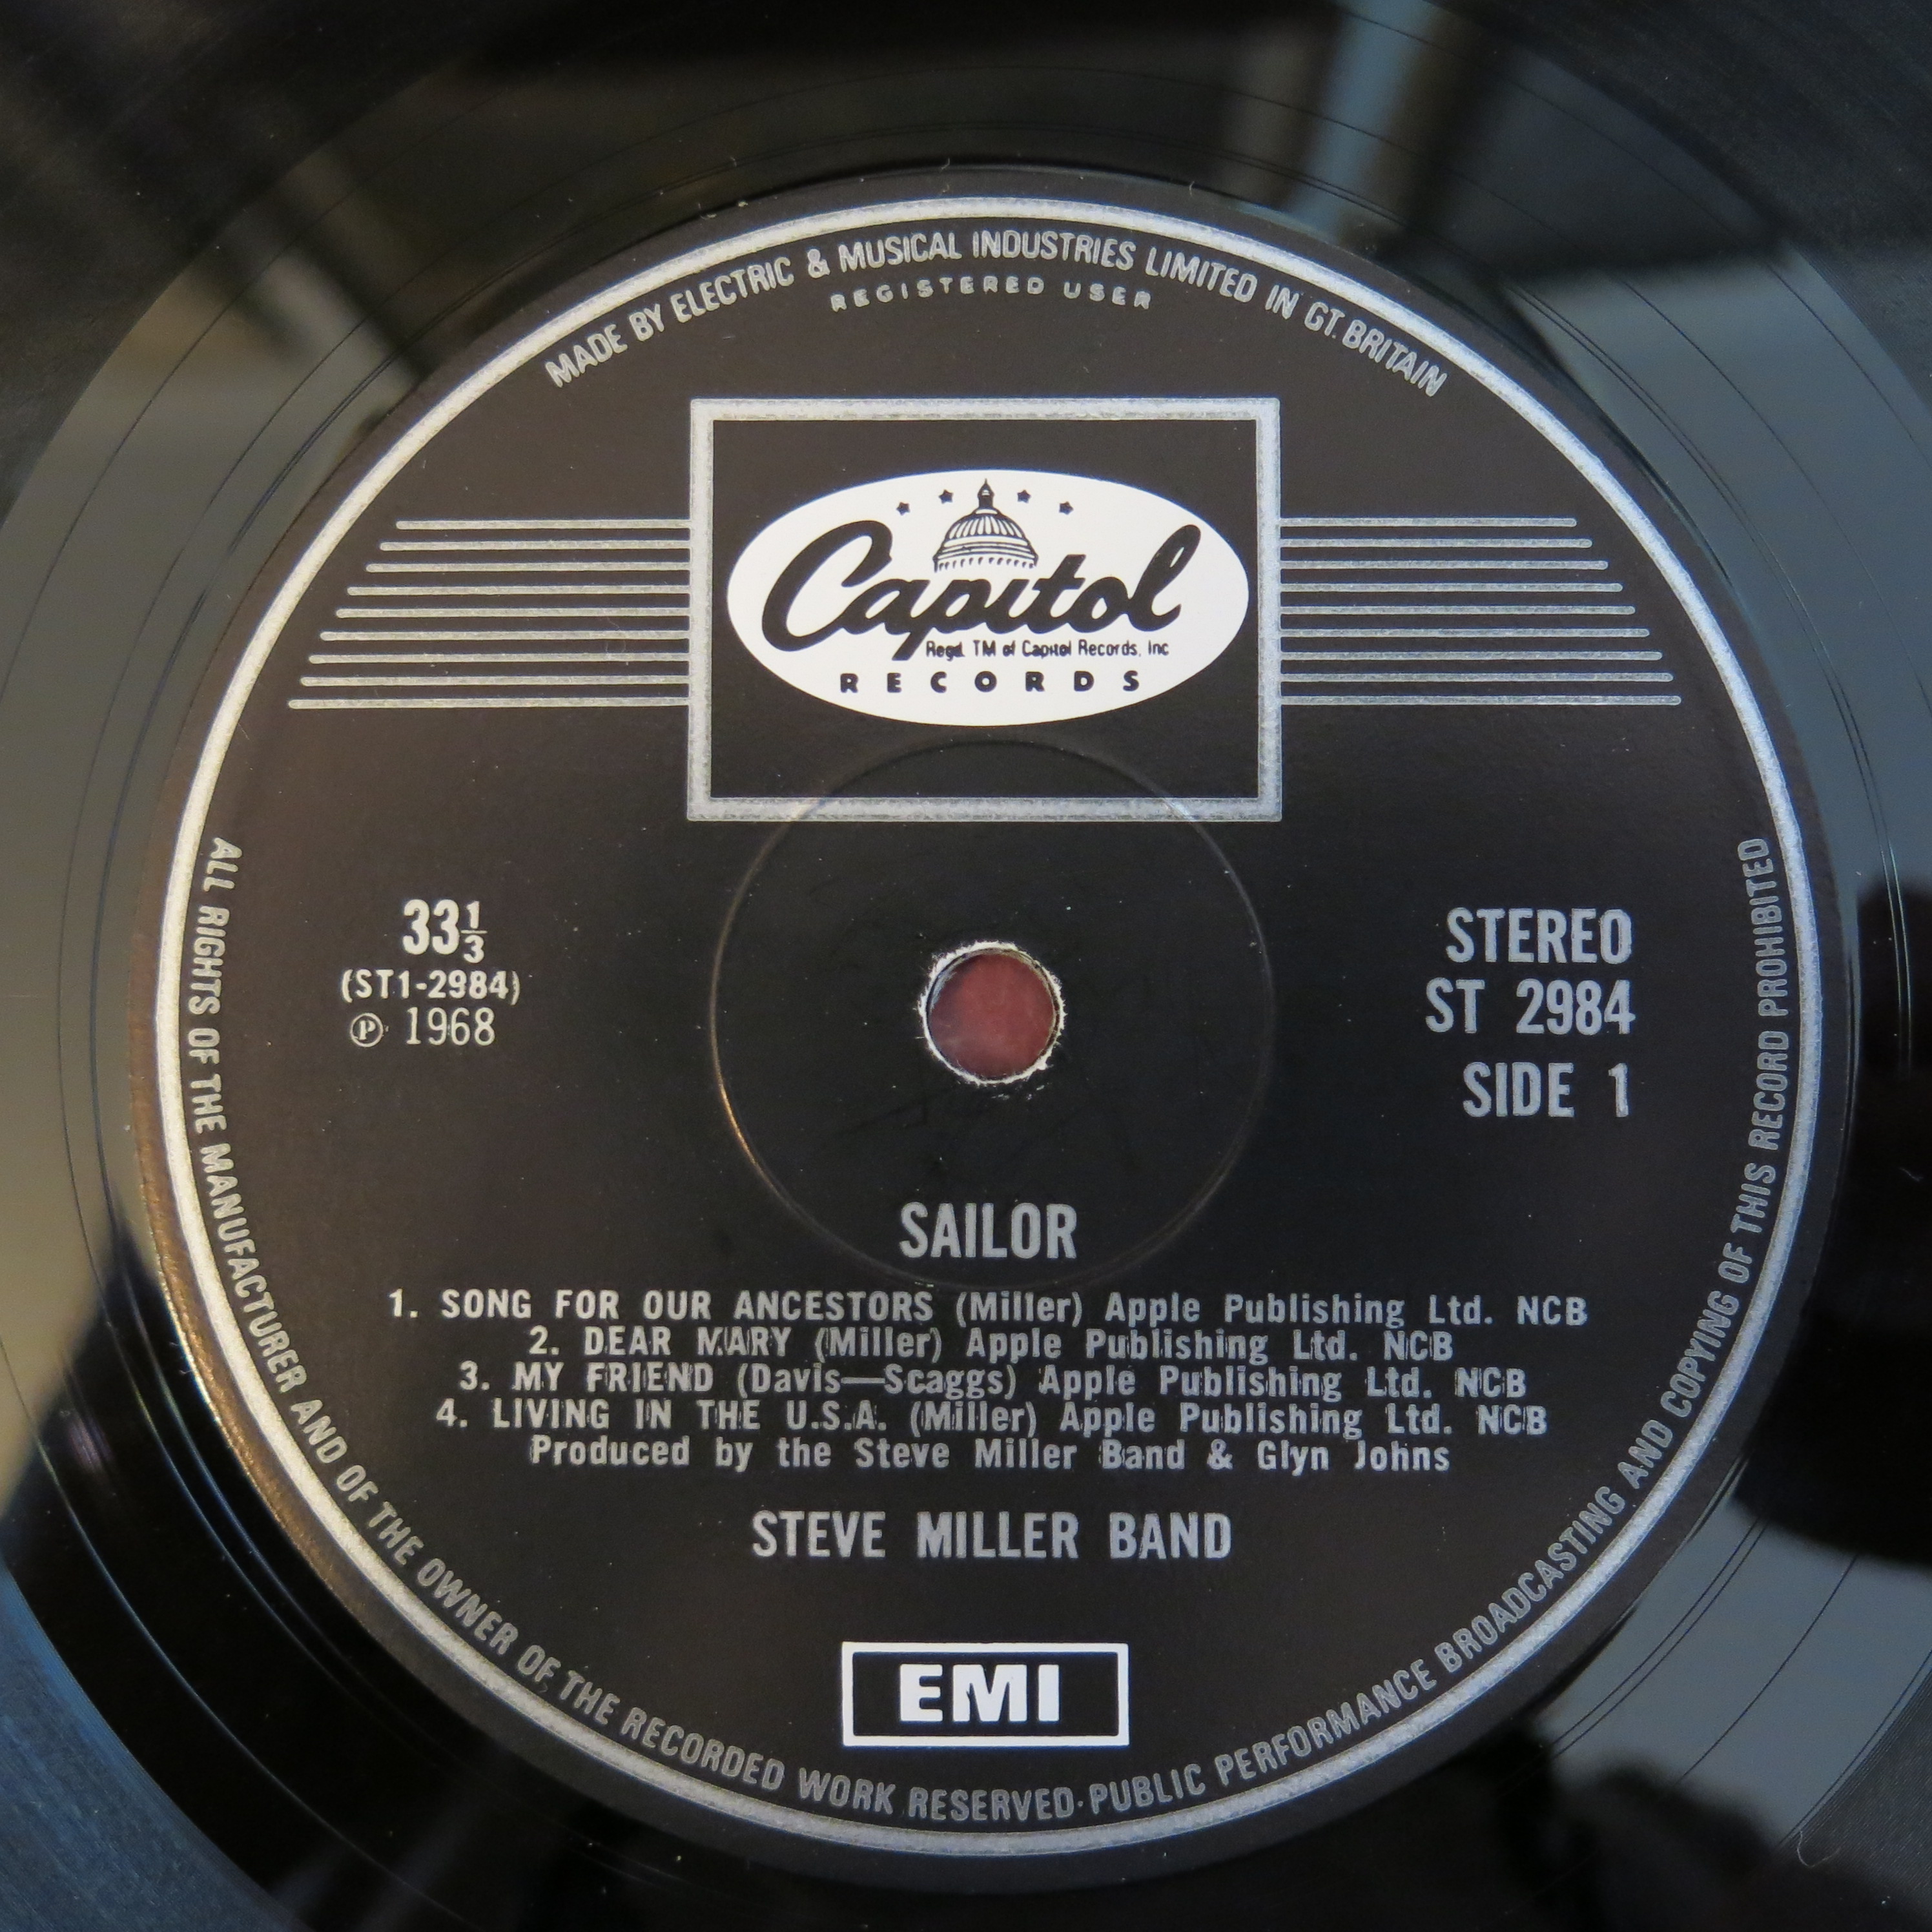 MADE BY ELECTRIC & MUSICAL INDUSTRIES LIMITED IN GT. BRITAIN
REGISTERED USER
Capitol
Regd. TM of Capitol Records, Inc
RECORDS
33 1/3
(ST1-2984)
℗ 1968
STEREO
ST 2984
SIDE 1
SAILOR
1. SONG FOR OUR ANCESTORS (Miller) Apple Publishing Ltd. NCB
2. DEAR MARY (Miller) Apple Publishing Ltd. NCB
3. MY FRIEND (Davis—Scaggs) Apple Publishing Ltd. NCB
4. LIVING IN THE U.S.A. (Miller) Apple Publishing Ltd. NCB
Produced by the Steve Miller Band & Glyn Johns
STEVE MILLER BAND
EMI
ALL RIGHTS OF THE MANUFACTURER AND OF THE OWNER OF THE RECORDED WORK RESERVED·PUBLIC PERFORMANCE BROADCASTING AND COPYING OF THIS RECORD PROHIBITED